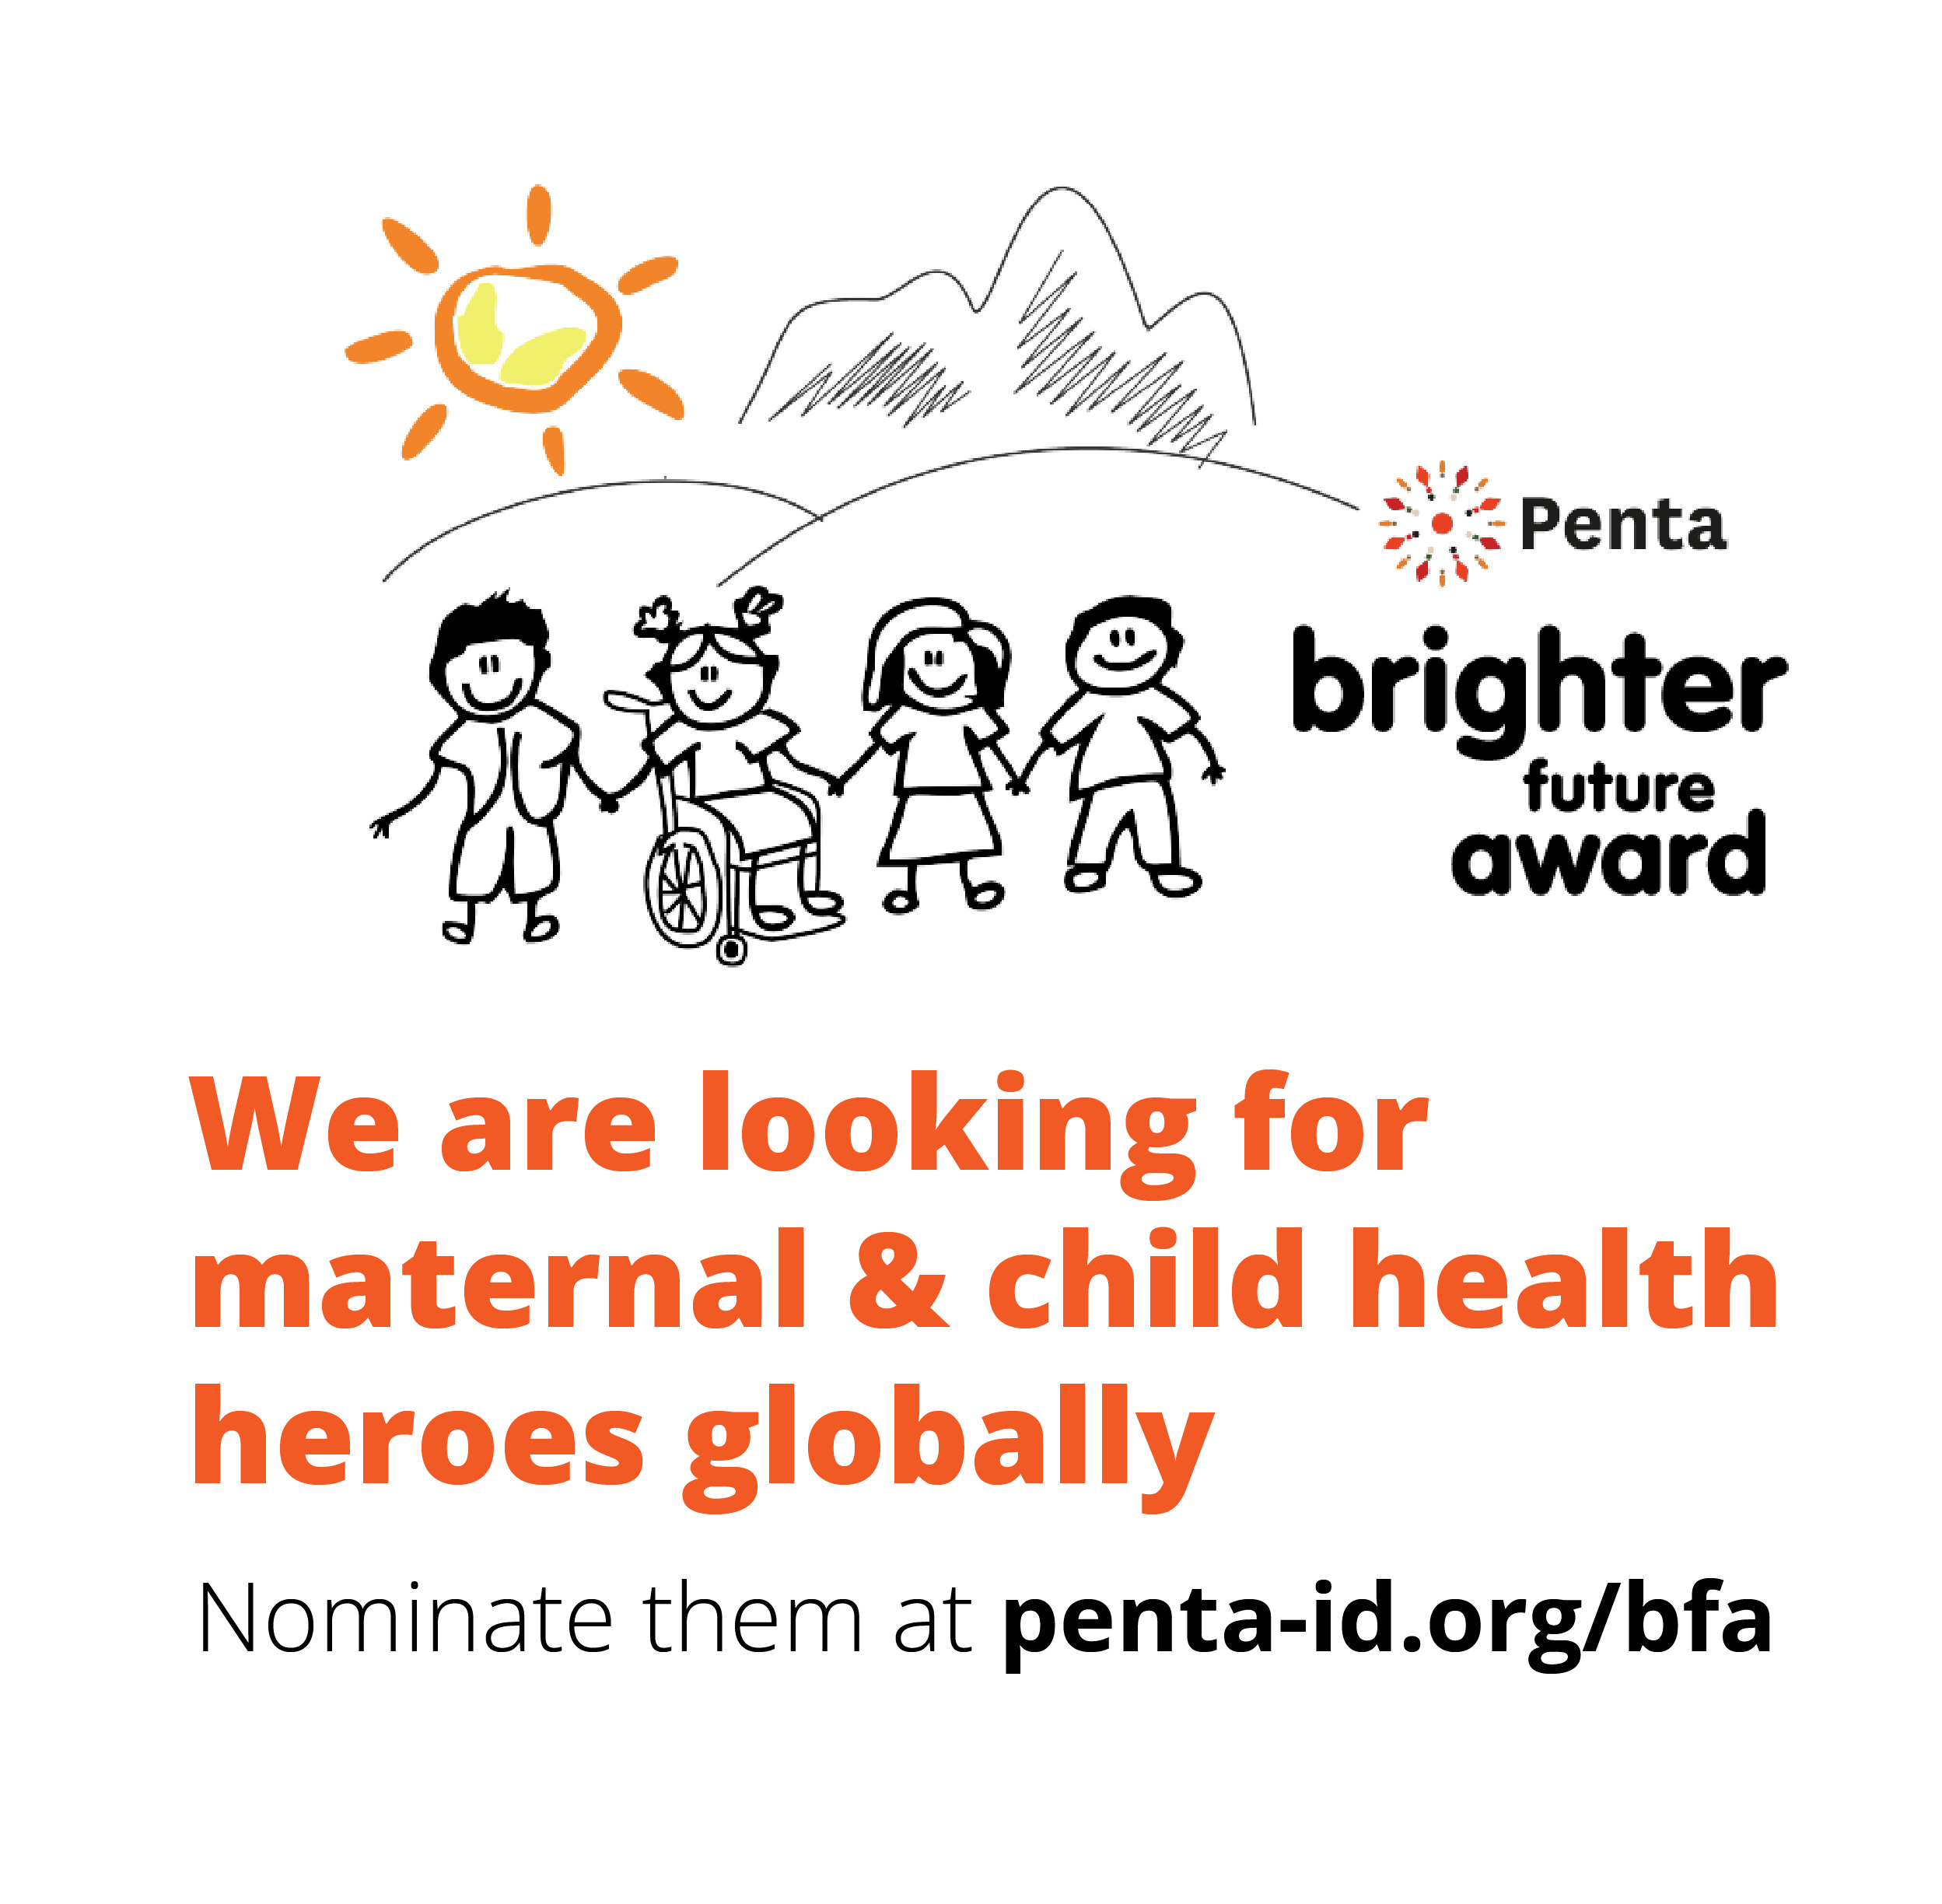 Penta
brighter
future
award
We are looking for
maternal & child health
heroes globally
Nominate them at penta-id.org/bfa